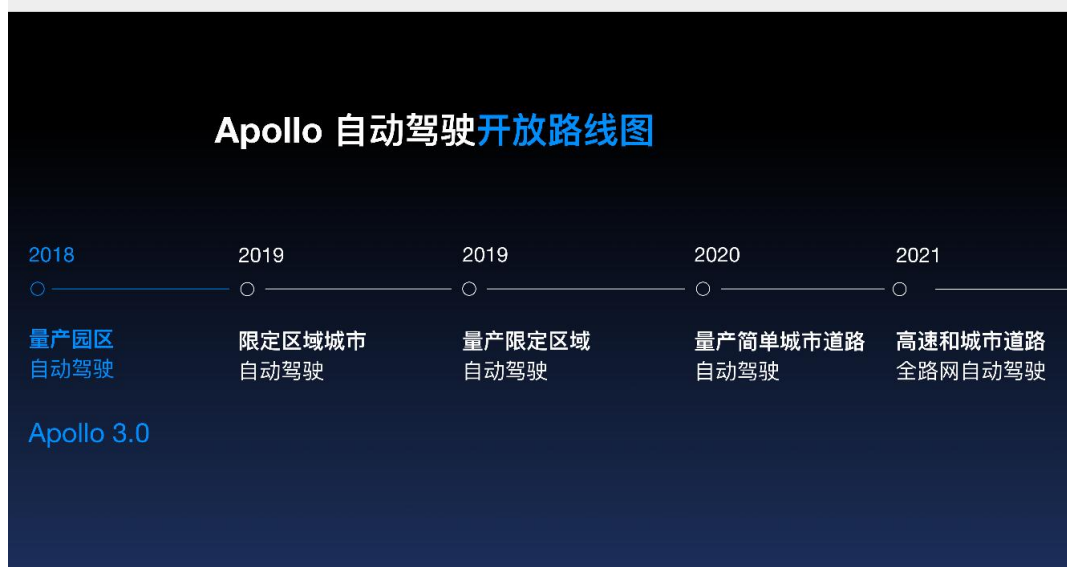 Apollo 自动驾驶开放路线图
2018
2019
2019
2020
2021
量产园区
自动驾驶
限定区域城市
自动驾驶
量产限定区域
自动驾驶
量产简单城市道路
自动驾驶
高速和城市道路
全路网自动驾驶
Apollo 3.0